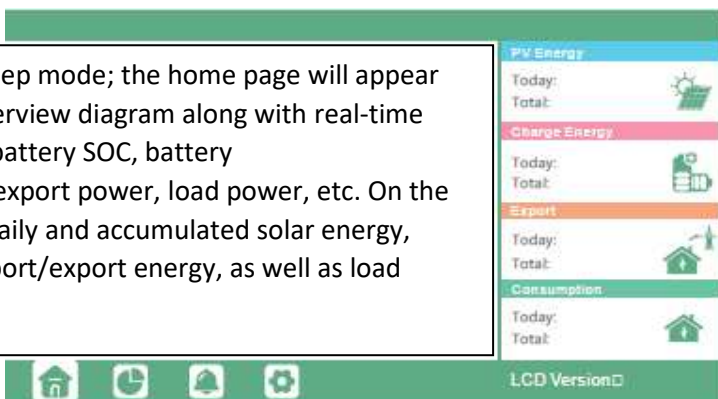 ep mode; the home page will appear
erview diagram along with real-time
battery SOC, battery
export power, load power, etc. On the
aily and accumulated solar energy,
port/export energy, as well as load
PV Energy
Today:
Total:
Charge Energy
Today:
Total:
Export
Today:
Total:
Consumption
Today:
Total:
LCD Version□